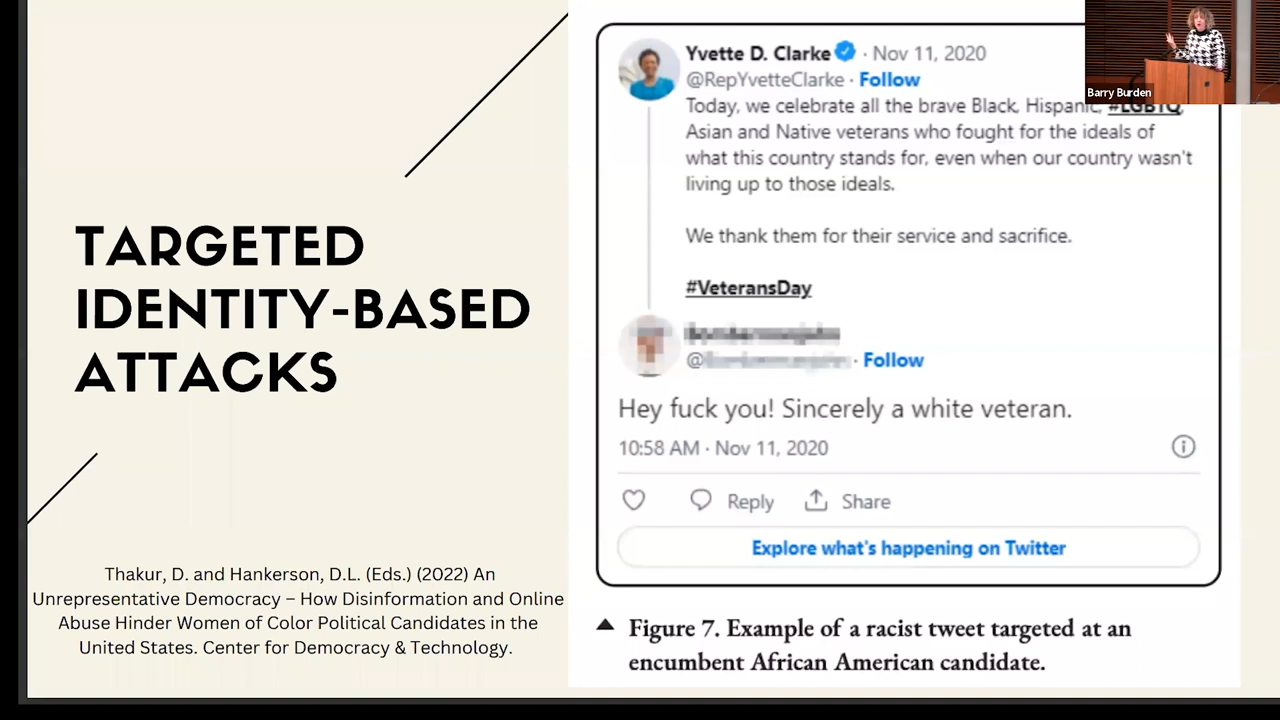 TARGETED
IDENTITY-BASED
ATTACKS
Thakur, D. and Hankerson, D.L. (Eds.) (2022) An
Unrepresentative Democracy – How Disinformation and Online
Abuse Hinder Women of Color Political Candidates in the
United States. Center for Democracy & Technology.
Yvette D. Clarke · Nov 11, 2020
@RepYvetteClarke · Follow
Today, we celebrate all the brave Black, Hispanic, #LGBTQ,
Asian and Native veterans who fought for the ideals of
what this country stands for, even when our country wasn't
living up to those ideals.
We thank them for their service and sacrifice.
#VeteransDay
@ · Follow
Hey fuck you! Sincerely a white veteran.
10:58 AM · Nov 11, 2020
Reply Share
Explore what's happening on Twitter
Figure 7. Example of a racist tweet targeted at an
encumbent African American candidate.
Barry Burden